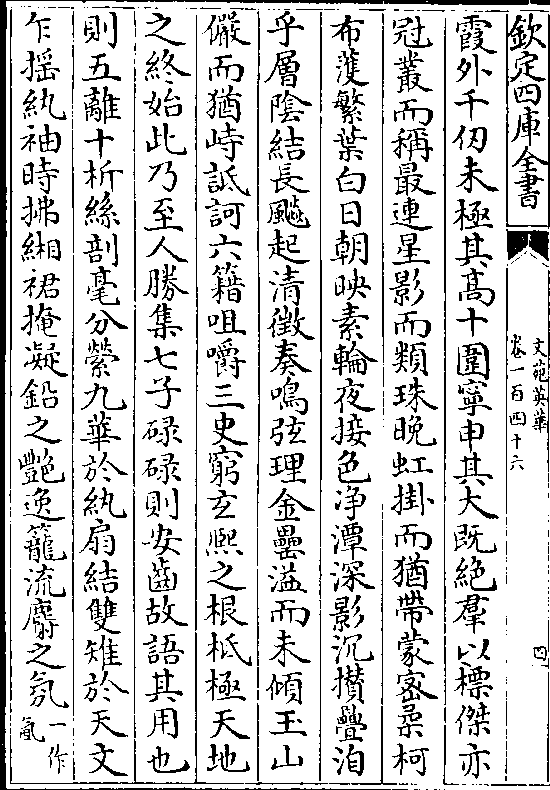 欽定四庫全書
文苑英華
卷一百四十六
四
霞外千仞未極其髙十圍寧申其大既絶羣以標傑亦
冠叢而稱最連星影而類珠晚虹掛而猶帶蒙宻柔柯
布濩繁葉白日朝映素輪夜接色浄潭深影沉攅疊洎
乎層陰結長飈起清徵奏鳴弦理金罍溢而未傾玉山
儼而猶峙詆訶六籍咀嚼三史窮玄熈之根柢極天地
之終始此乃至人勝集七子碌碌則安齒故語其用也
則五離十析絲剖毫分縈九華於紈扇結雙雉於天文
乍揺紈袖時拂緗裙掩凝鉛之艷逸籠流麝之氛一作氤